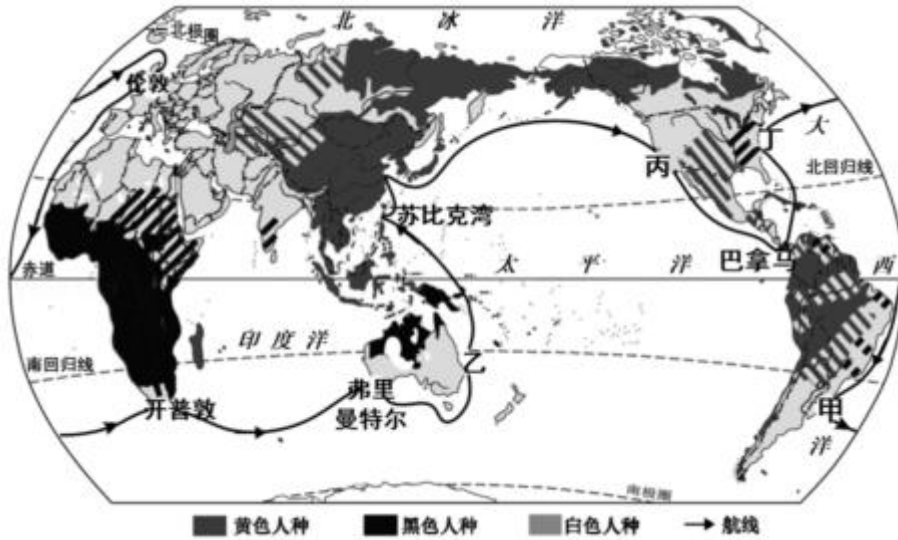 北 冰 洋
北极圈
伦敦
大
丁
丙
北回归线
苏比克湾
赤道
太 平 洋
巴拿马
西
印度洋
南回归线
乙
开普敦
弗里
曼特尔
甲
洋
南极圈
黄色人种
黑色人种
白色人种
航线